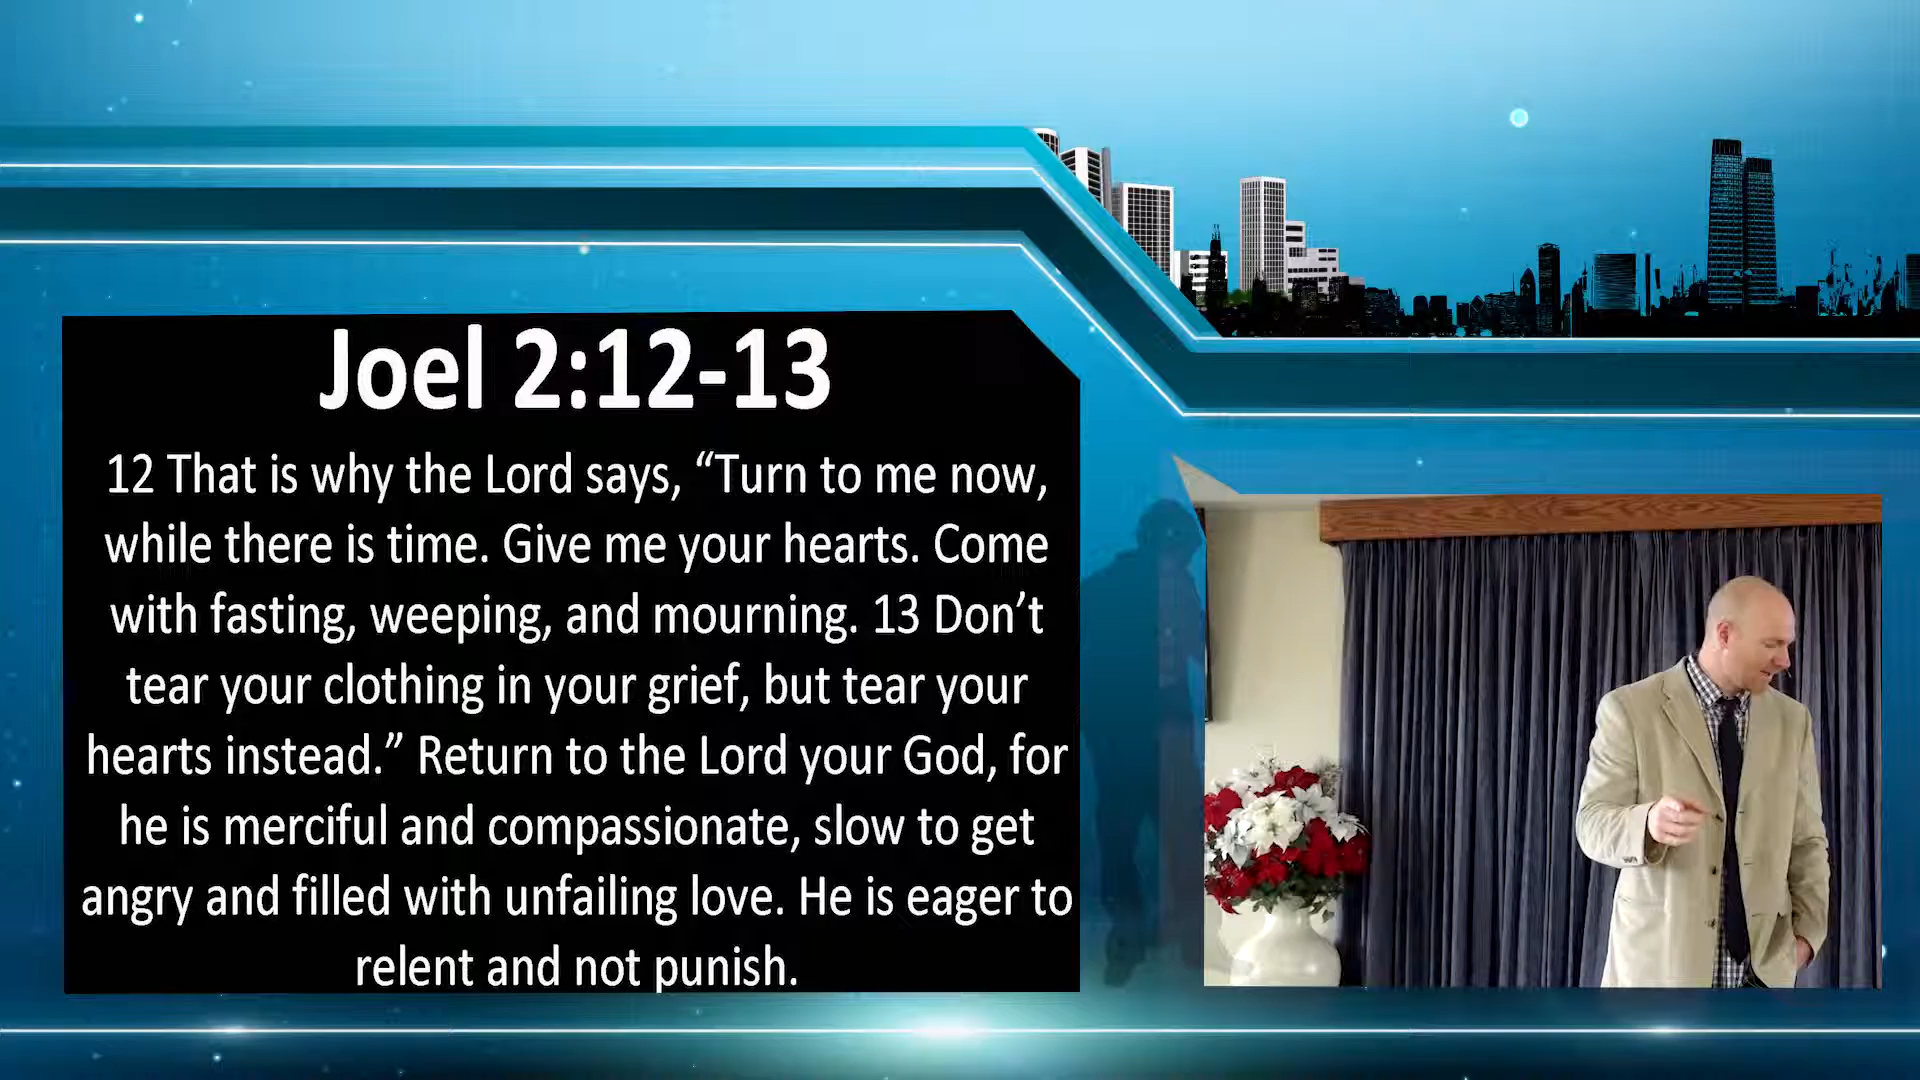 Joel 2:12-13
12 That is why the Lord says, “Turn to me now,
while there is time. Give me your hearts. Come
with fasting, weeping, and mourning. 13 Don’t
tear your clothing in your grief, but tear your
hearts instead.” Return to the Lord your God, for
he is merciful and compassionate, slow to get
angry and filled with unfailing love. He is eager to
relent and not punish.